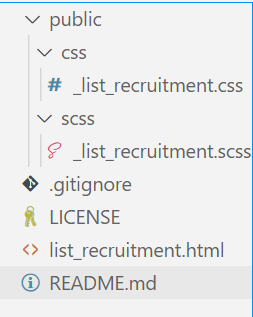 public
css
_list_recruitment.css
scss
_list_recruitment.scss
.gitignore
LICENSE
list_recruitment.html
README.md